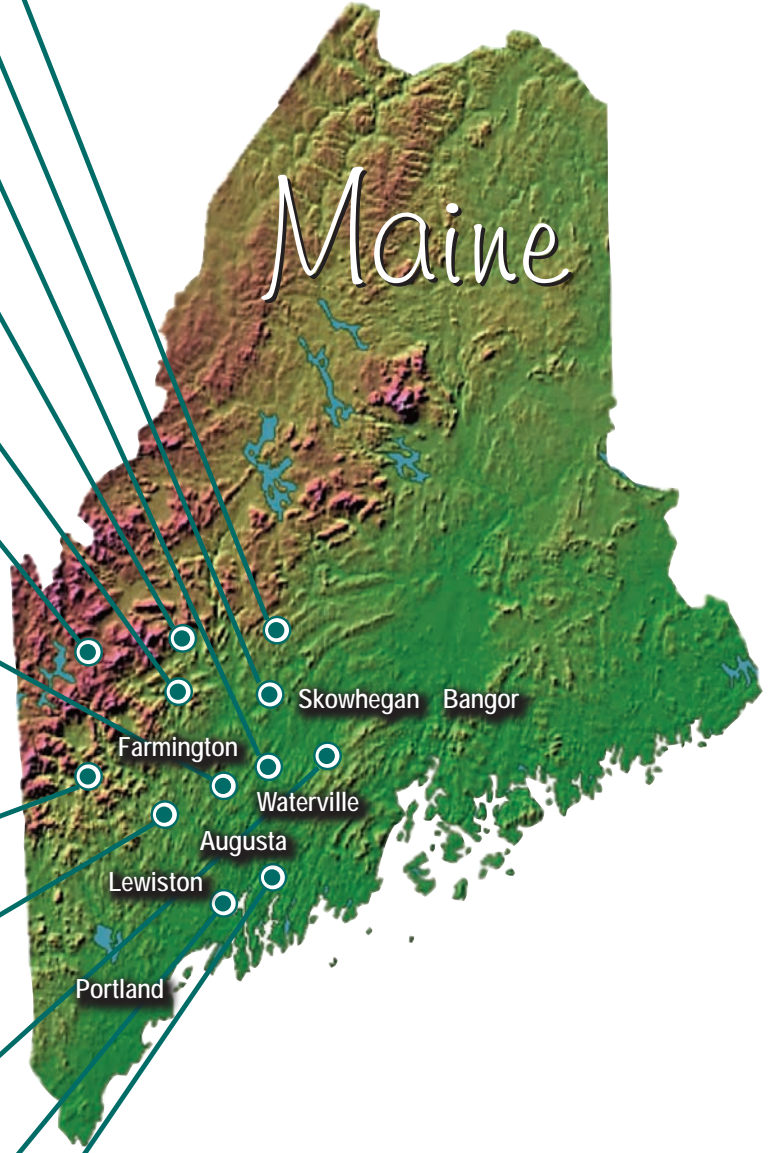 Maine
Skowhegan Bangor
Farmington
Waterville
Augusta
Lewiston
Portland